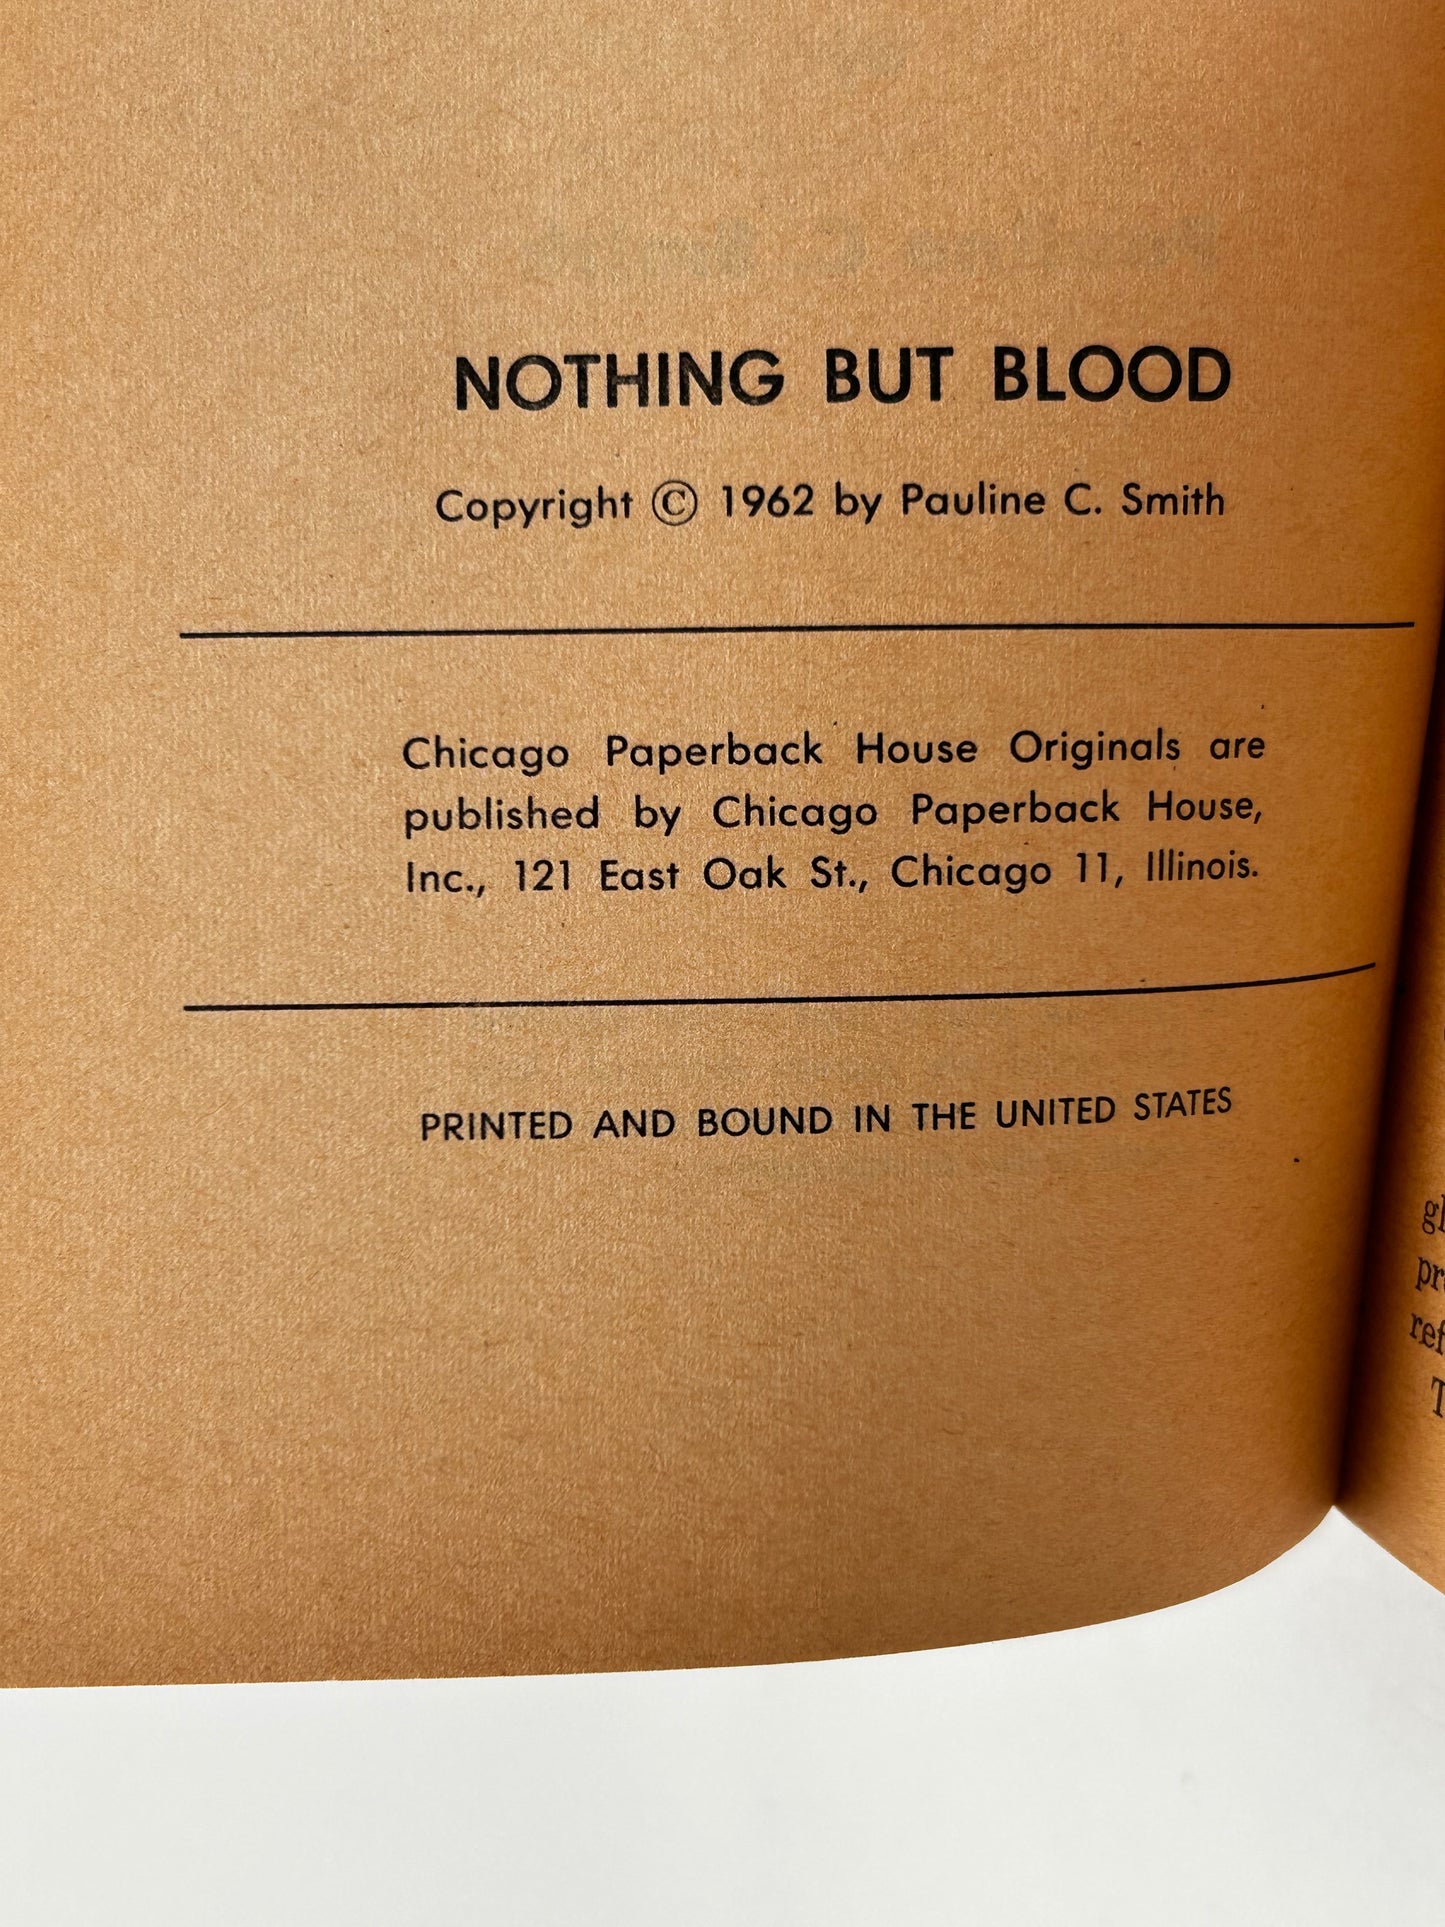 NOTHING BUT BLOOD
Copyright © 1962 by Pauline C. Smith
Chicago Paperback House Originals are
published by Chicago Paperback House,
Inc., 121 East Oak St., Chicago 11, Illinois.
PRINTED AND BOUND IN THE UNITED STATES